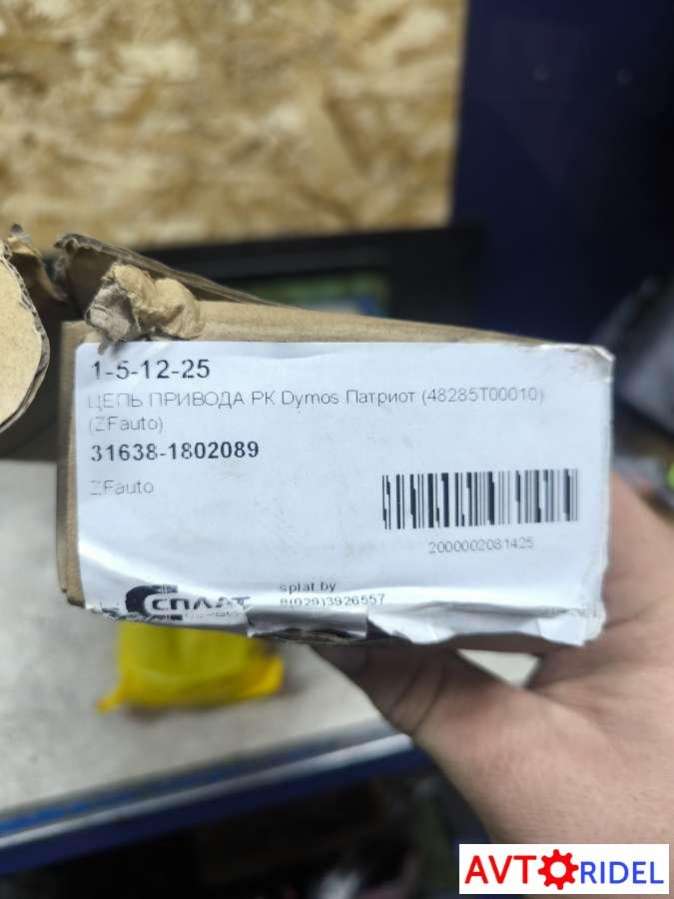 1-5-12-25
ЦЕПЬ ПРИВОДА РК Dymos Патриот (48285T00010)
(ZFauto)
31638-1802089
ZFauto
2000002081425
СПЛАТ
splat.by
8(029)3926557
AVTORIDEL